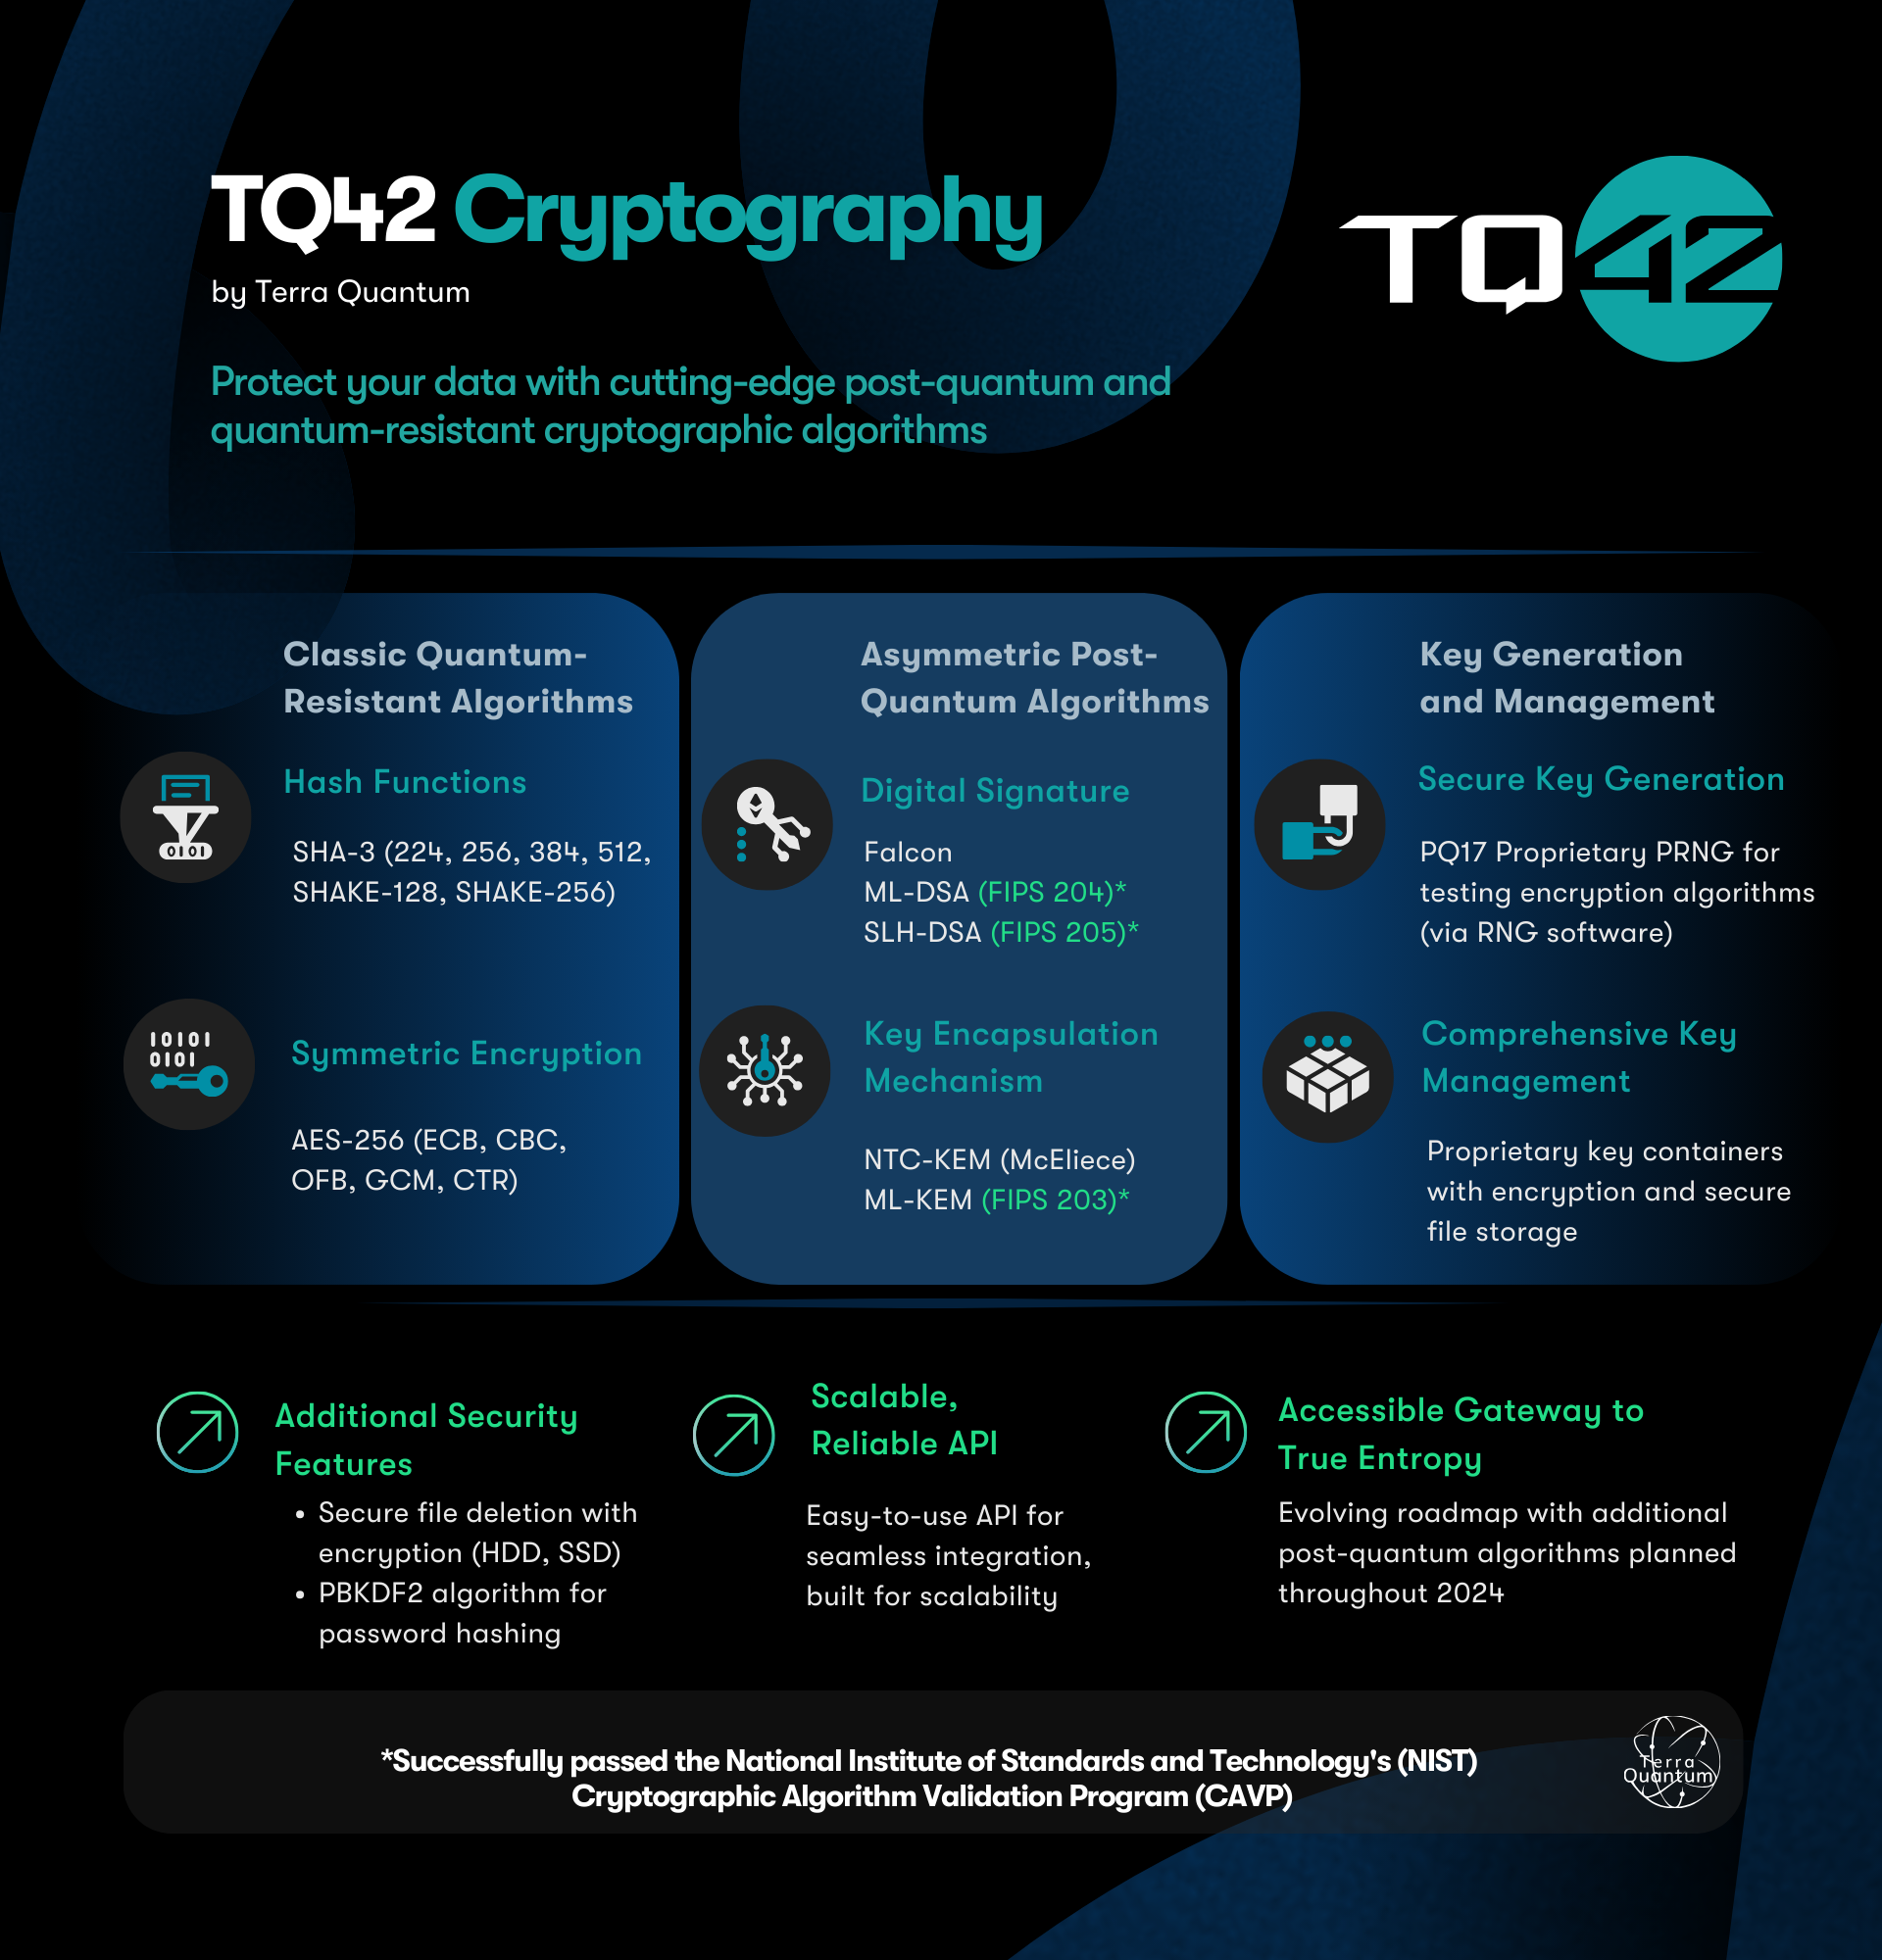 TQ42 Cryptography
by Terra Quantum
TQ42
Protect your data with cutting-edge post-quantum and
quantum-resistant cryptographic algorithms
Classic Quantum-
Resistant Algorithms
Hash Functions
SHA-3 (224, 256, 384, 512,
SHAKE-128, SHAKE-256)
10101
0101
Symmetric Encryption
AES-256 (ECB, CBC,
OFB, GCM, CTR)
Asymmetric Post-
Quantum Algorithms
Digital Signature
Falcon
ML-DSA (FIPS 204)*
SLH-DSA (FIPS 205)*
Key Encapsulation
Mechanism
NTC-KEM (McEliece)
ML-KEM (FIPS 203)*
Key Generation
and Management
Secure Key Generation
PQ17 Proprietary PRNG for
testing encryption algorithms
(via RNG software)
Comprehensive Key
Management
Proprietary key containers
with encryption and secure
file storage
Additional Security
Features
• Secure file deletion with
encryption (HDD, SSD)
• PBKDF2 algorithm for
password hashing
Scalable,
Reliable API
Easy-to-use API for
seamless integration,
built for scalability
Accessible Gateway to
True Entropy
Evolving roadmap with additional
post-quantum algorithms planned
throughout 2024
*Successfully passed the National Institute of Standards and Technology's (NIST)
Cryptographic Algorithm Validation Program (CAVP)
Terra
Quantum
0101